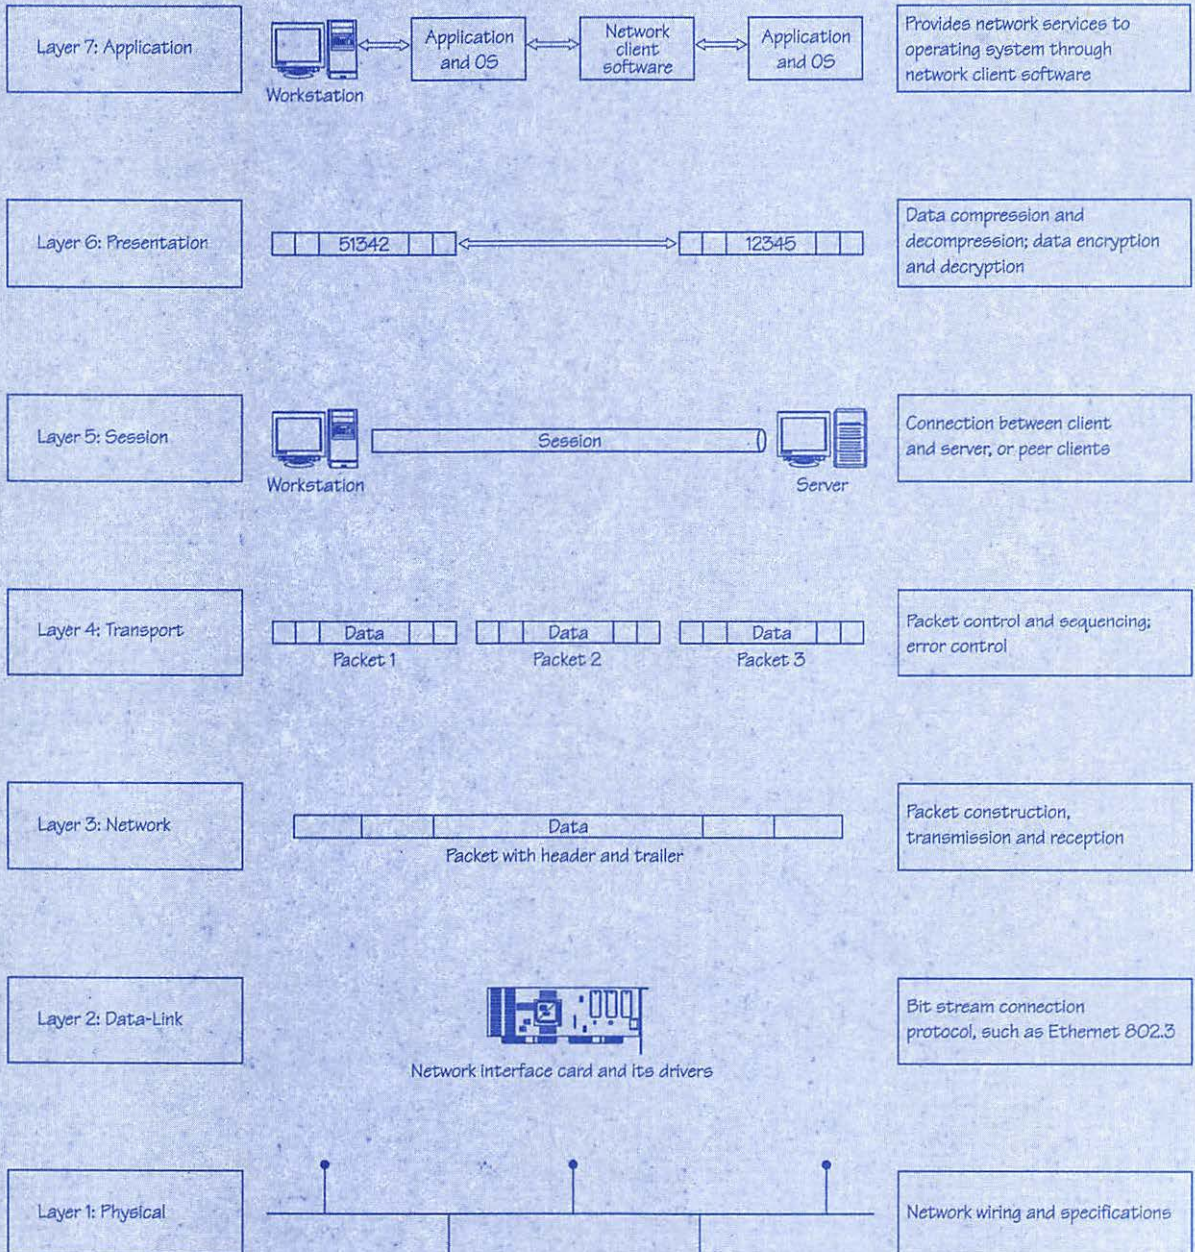 Layer 7: Application
Workstation
Application
and OS
Network
client
software
Application
and OS
Provides network services to
operating system through
network client software
Layer 6: Presentation
51342
12345
Data compression and
decompression; data encryption
and decryption
Layer 5: Session
Workstation
Session
Server
Connection between client
and server, or peer clients
Layer 4: Transport
Data
Packet 1
Data
Packet 2
Data
Packet 3
Packet control and sequencing;
error control
Layer 3: Network
Data
Packet with header and trailer
Packet construction,
transmission and reception
Layer 2: Data-Link
Network interface card and its drivers
Bit stream connection
protocol, such as Ethernet 802.3
Layer 1: Physical
Network wiring and specifications